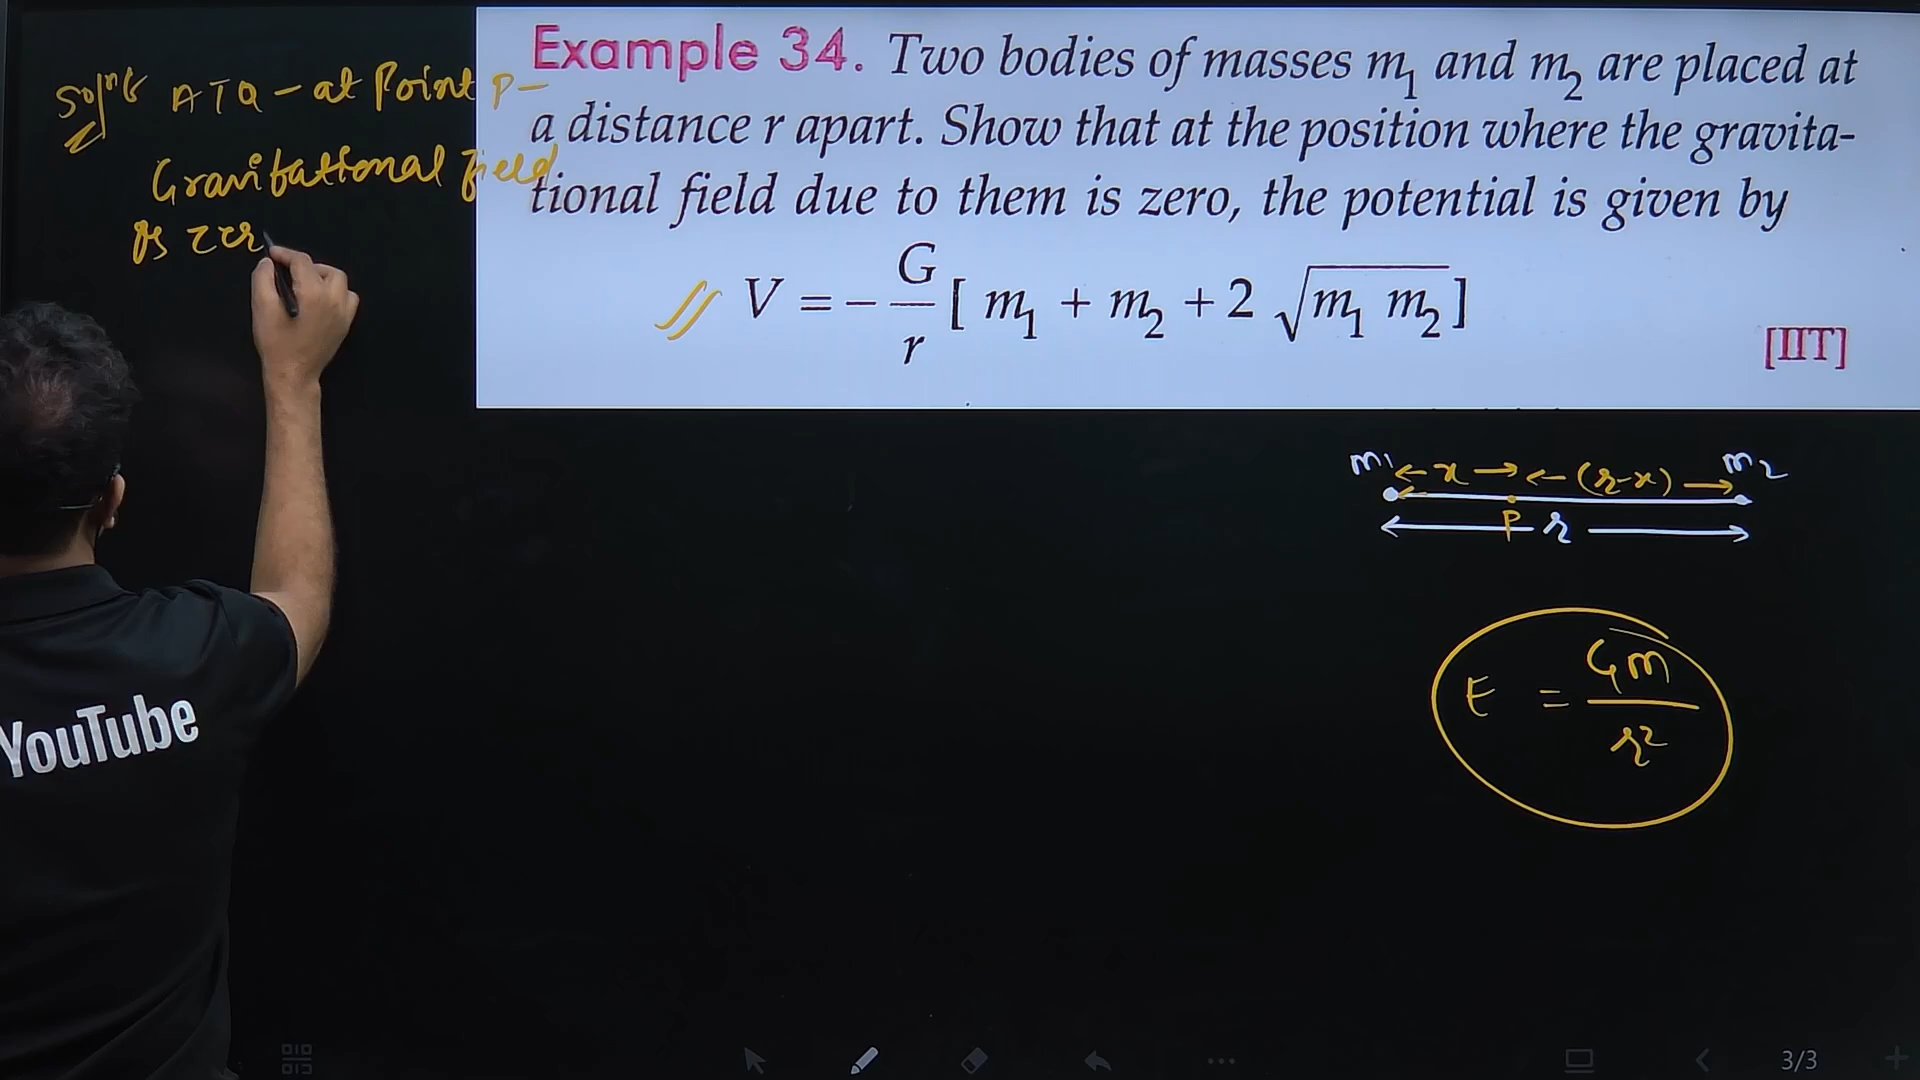 Example 34. Two bodies of masses m₁ and m₂ are placed at
a distance r apart. Show that at the position where the gravita-
tional field due to them is zero, the potential is given by
V = - G/r [ m₁ + m₂ + 2 √(m₁ m₂) ]
[IIT]
Solⁿ ATQ - at Point P-
Gravitational Field
is zer
m₁ ← x → ← (r-x) → m₂
P r
E = Gm/r²
YouTube
3/3